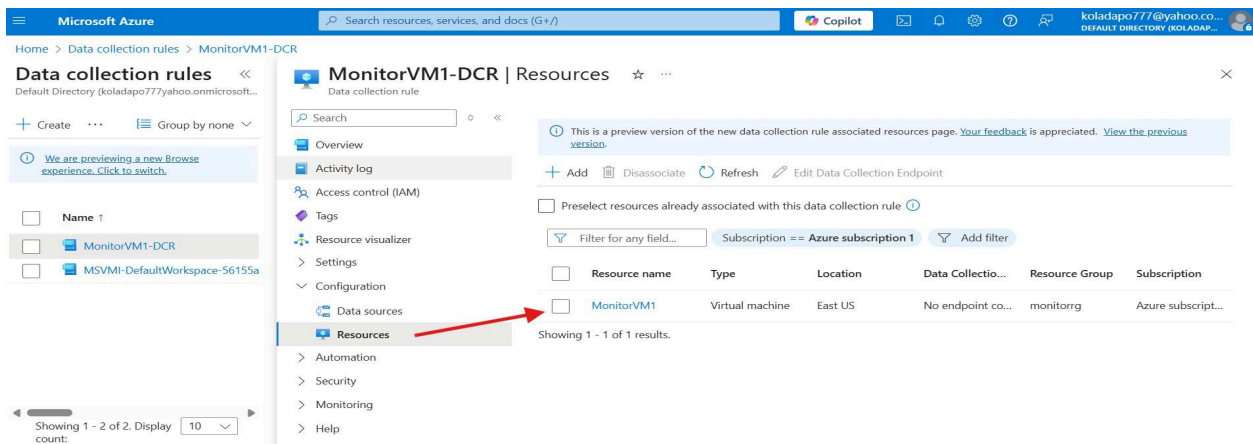 Microsoft Azure
Search resources, services, and docs (G+/)
Copilot
koladapo777@yahoo.co...
DEFAULT DIRECTORY (KOLADAP...
Home > Data collection rules > MonitorVM1-DCR
Data collection rules «
Default Directory (koladapo777yahoo.onmicrosoft...
+ Create ··· Group by none
We are previewing a new Browse
experience. Click to switch.
Name ↑
MonitorVM1-DCR
MSVMI-DefaultWorkspace-56155a
Showing 1 - 2 of 2. Display 10
count:
MonitorVM1-DCR | Resources ☆ ···
Data collection rule
Search
«
Overview
Activity log
Access control (IAM)
Tags
Resource visualizer
> Settings
Configuration
Data sources
Resources
> Automation
> Security
> Monitoring
> Help
This is a preview version of the new data collection rule associated resources page. Your feedback is appreciated. View the previous
version.
+ Add Disassociate Refresh Edit Data Collection Endpoint
Preselect resources already associated with this data collection rule
Filter for any field... Subscription == Azure subscription 1 Add filter
Resource name Type Location Data Collectio... Resource Group Subscription
MonitorVM1 Virtual machine East US No endpoint co... monitorrg Azure subscript...
Showing 1 - 1 of 1 results.